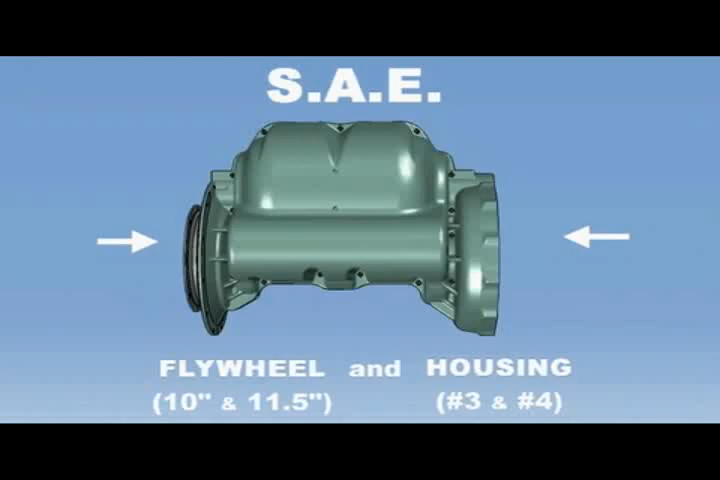 S.A.E.
FLYWHEEL and HOUSING
(10" & 11.5") (#3 & #4)